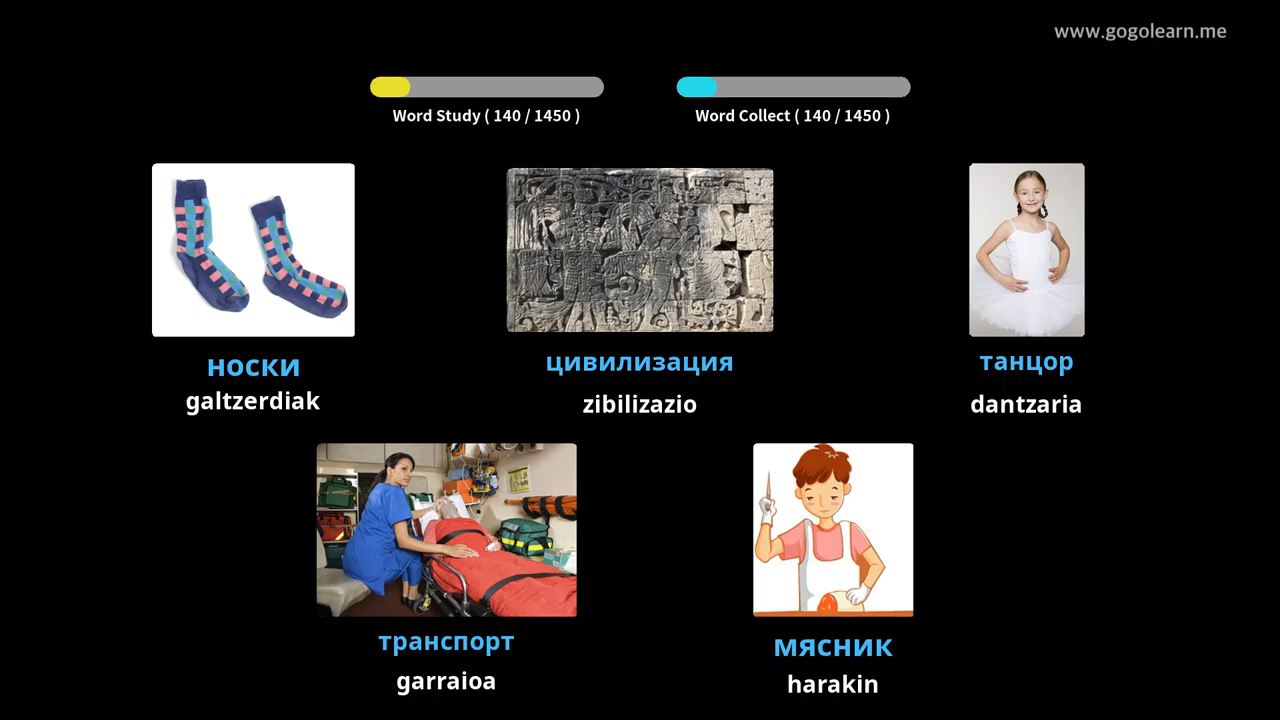 www.gogolearn.me
Word Study ( 140 / 1450 )
Word Collect ( 140 / 1450 )
носки
galtzerdiak
цивилизация
zibilizazio
танцор
dantzaria
транспорт
garraioa
мясник
harakin